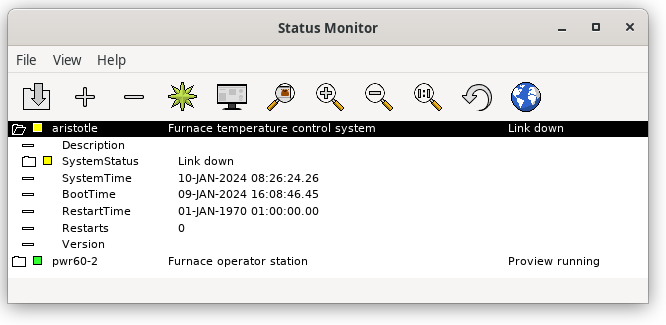 Status Monitor
File View Help
1:1
aristotle Furnace temperature control system Link down
Description
SystemStatus Link down
SystemTime 10-JAN-2024 08:26:24.26
BootTime 09-JAN-2024 16:08:46.45
RestartTime 01-JAN-1970 01:00:00.00
Restarts 0
Version
pwr60-2 Furnace operator station Proview running